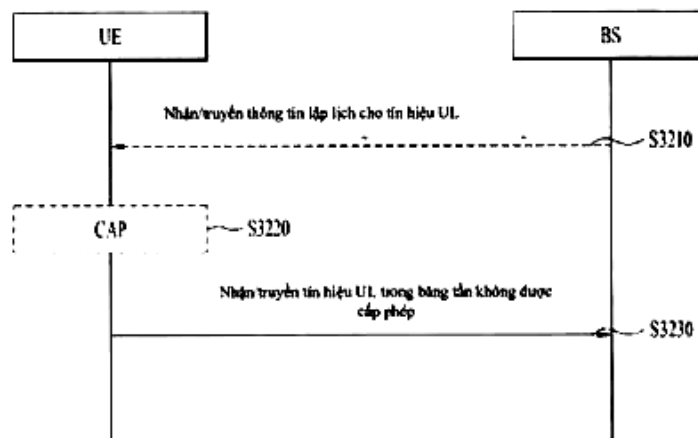 UE
BS
Nhận/truyền thông tin lập lịch cho tín hiệu UL
S3210
CAP
S3220
Nhận/truyền tín hiệu UL trong băng tần không được
cấp phép
S3230